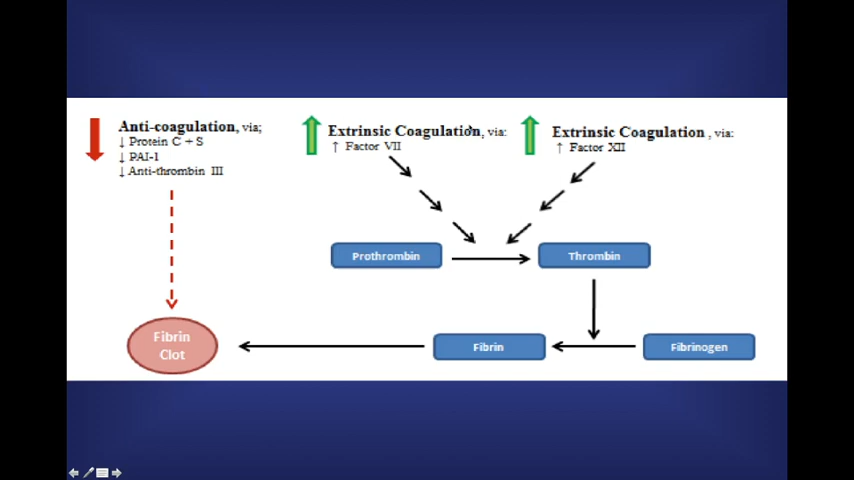 Anti-coagulation, via;
↓ Protein C + S
↓ PAI-1
↓ Anti-thrombin III
Extrinsic Coagulation, via:
↑ Factor VII
Extrinsic Coagulation , via:
↑ Factor XII
Prothrombin
Thrombin
Fibrin
Clot
Fibrin
Fibrinogen